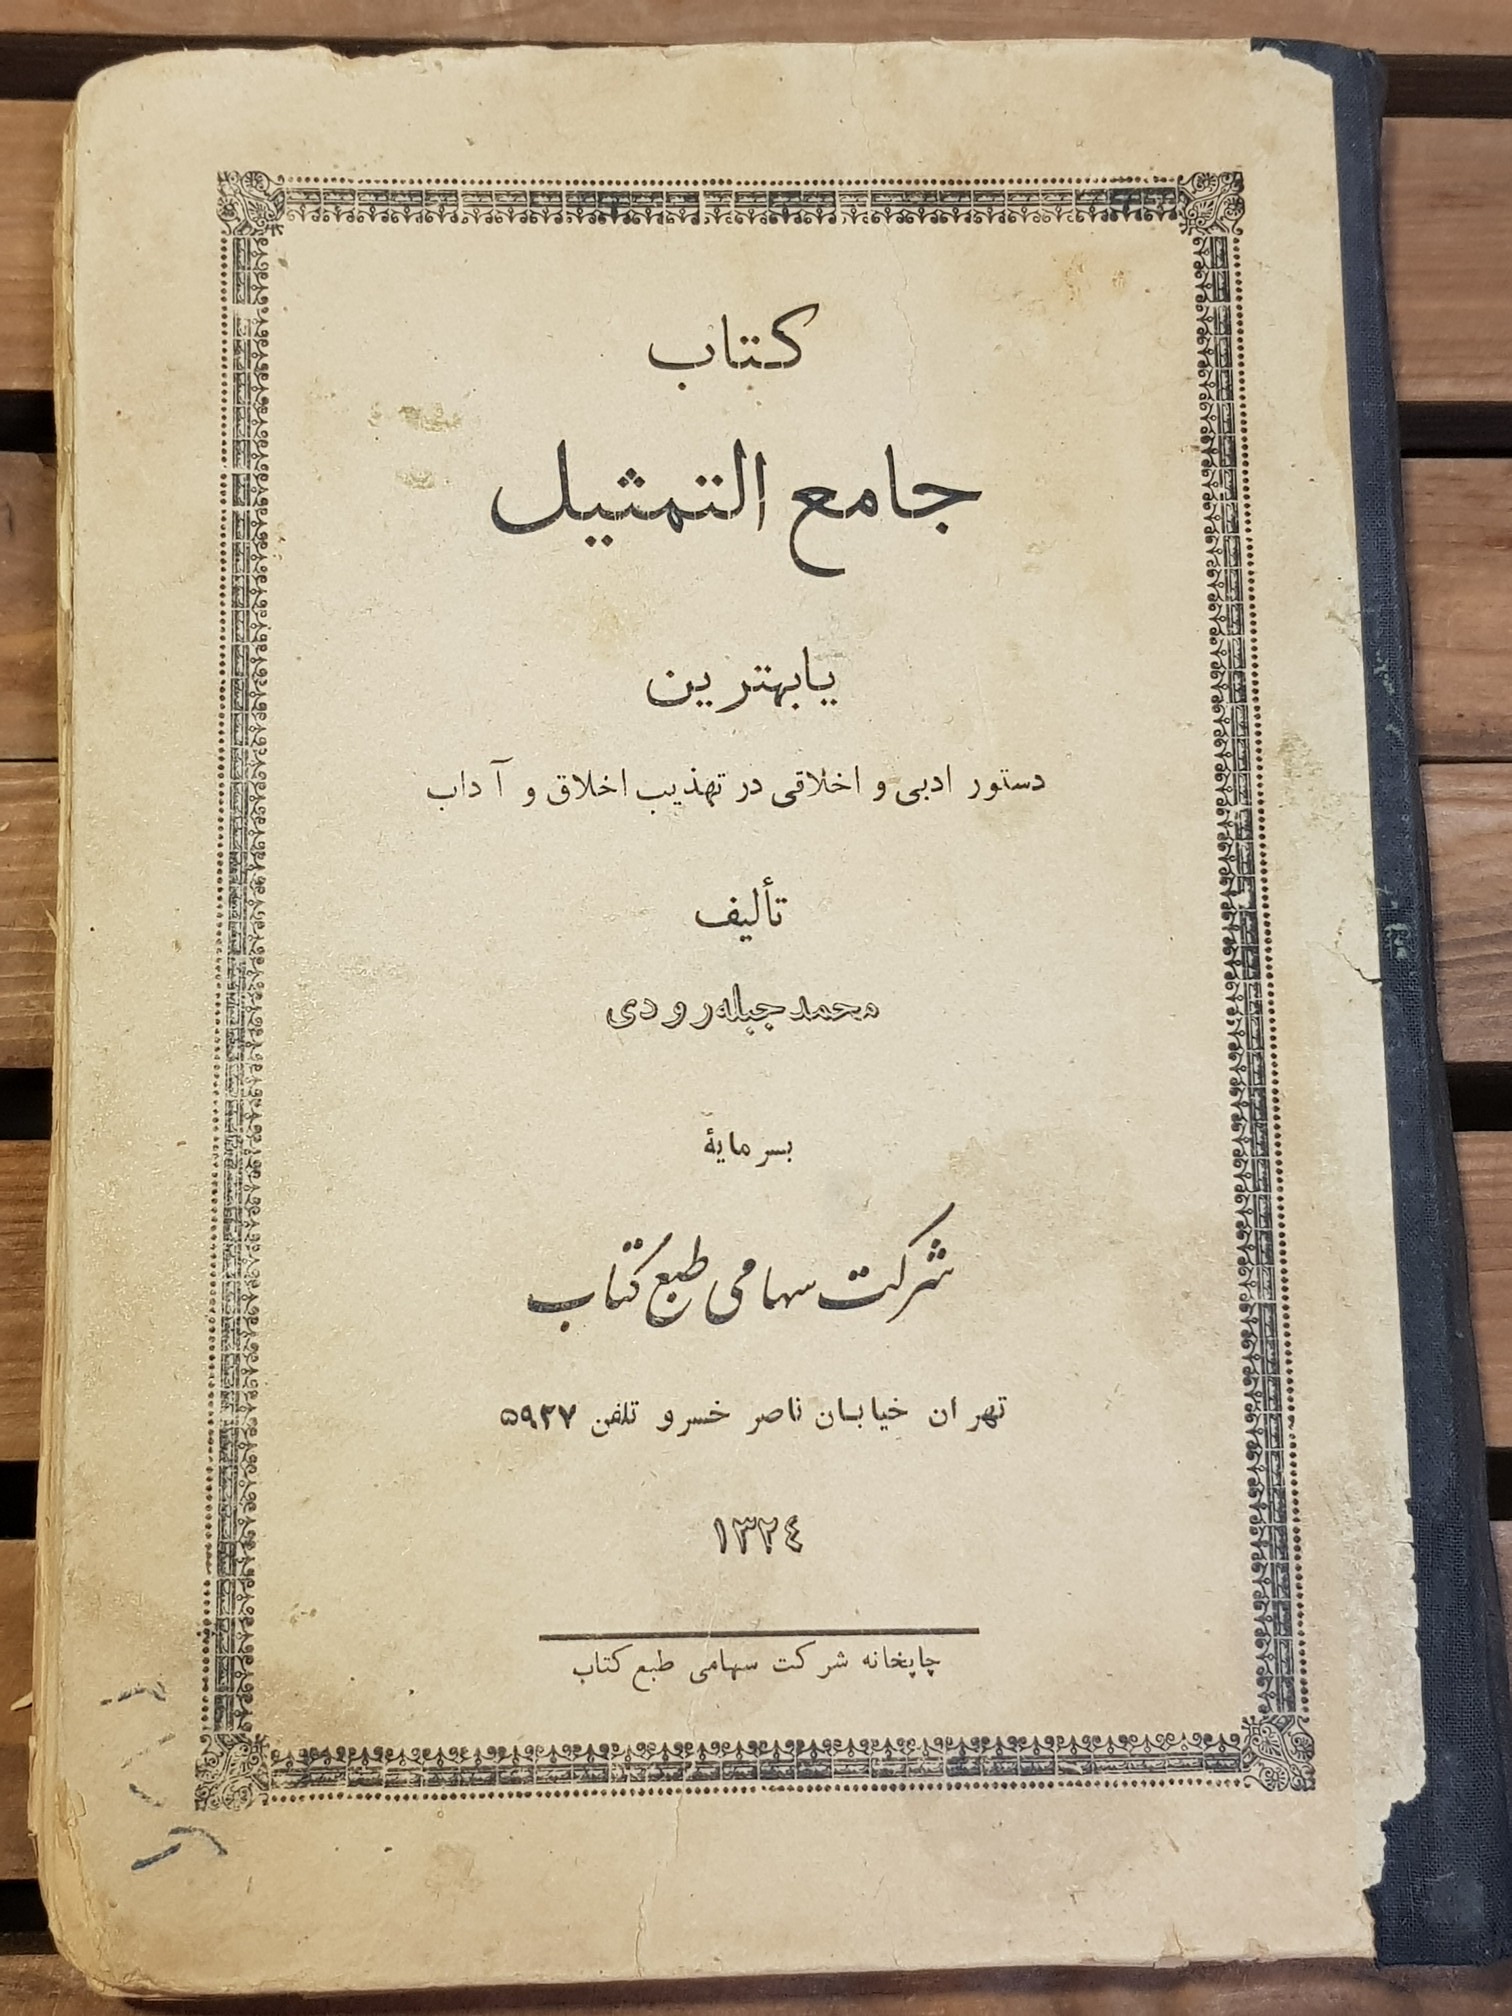 کتاب
جامع التمثیل
یا بهترین
دستور ادبی و اخلاقی در تهذیب اخلاق و آداب
تألیف
محمد جبله رودی
بسرمایهٔ
شرکت سهامی طبع کتاب
تهران خیابان ناصر خسرو تلفن ۵۹۲۷
۱۳۲٤
چاپخانه شرکت سهامی طبع کتاب